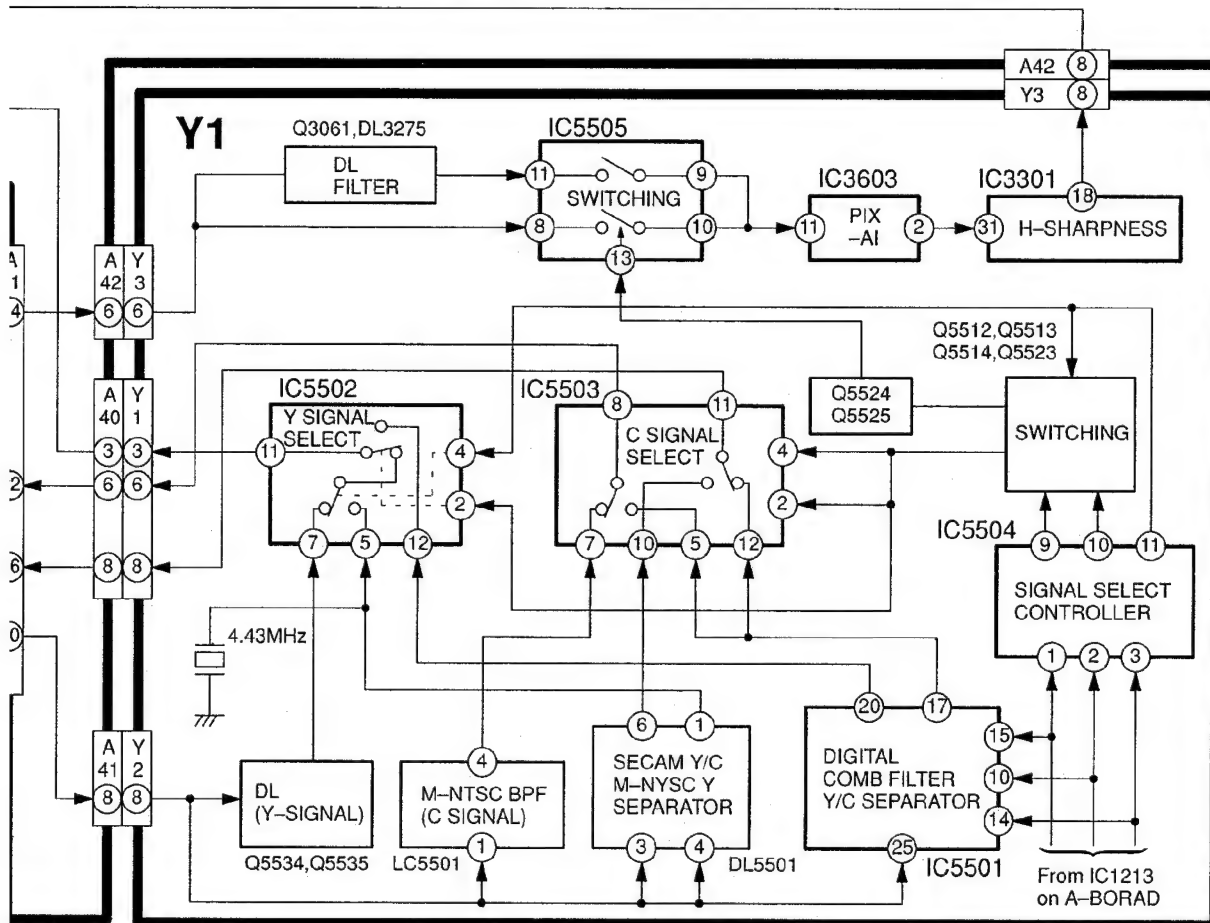 A42 8
Y3 8
Y1
Q3061,DL3275
DL
FILTER
IC5505
11 9
SWITCHING
8 10
13
IC3603
PIX
–AI
11 2
IC3301
18
31 H–SHARPNESS
A
1
4
A Y
42 3
6 6
A Y
40 1
3 3
2 6 6
6 8 8
0
A Y
41 2
8 8
IC5502
Y SIGNAL
SELECT
11 4
2
7 5 12
IC5503
8 11
C SIGNAL
SELECT
4
2
7 10 5 12
Q5524
Q5525
Q5512,Q5513
Q5514,Q5523
SWITCHING
IC5504
9 10 11
SIGNAL SELECT
CONTROLLER
1 2 3
4.43MHz
DL
(Y–SIGNAL)
Q5534,Q5535
4
M–NTSC BPF
(C SIGNAL)
LC5501 1
6 1
SECAM Y/C
M–NYSC Y
SEPARATOR
3 4 DL5501
20 17
DIGITAL
COMB FILTER
Y/C SEPARATOR
15
10
14
25
IC5501
From IC1213
on A–BORAD